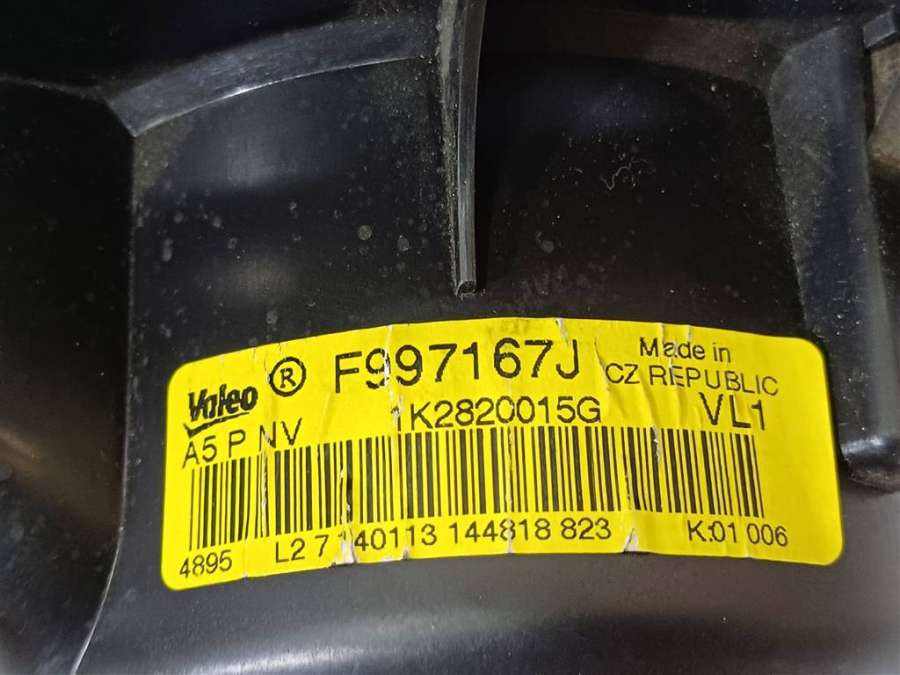 Valeo ® F997167J Made in
CZ REPUBLIC
A5 P NV 1K2820015G VL1
4895 L2 7 140113 144818 823 K:01 006